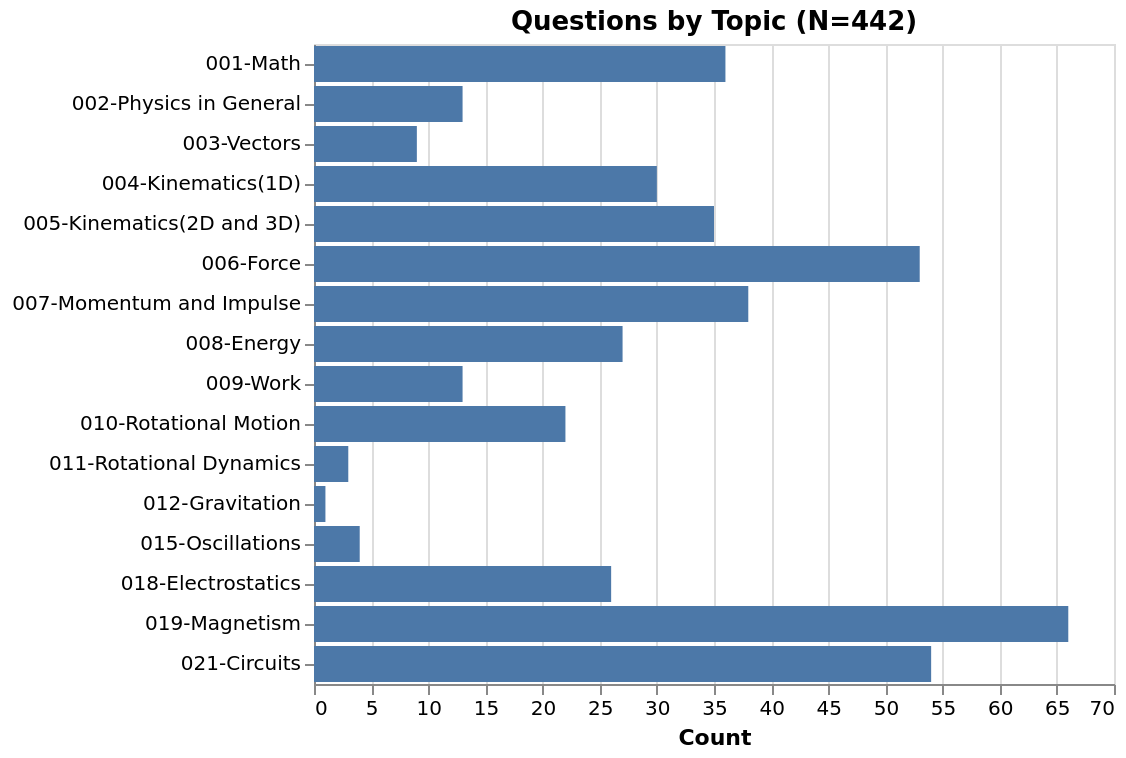 Questions by Topic (N=442)
001-Math
002-Physics in General
003-Vectors
004-Kinematics(1D)
005-Kinematics(2D and 3D)
006-Force
007-Momentum and Impulse
008-Energy
009-Work
010-Rotational Motion
011-Rotational Dynamics
012-Gravitation
015-Oscillations
018-Electrostatics
019-Magnetism
021-Circuits
0 5 10 15 20 25 30 35 40 45 50 55 60 65 70
Count